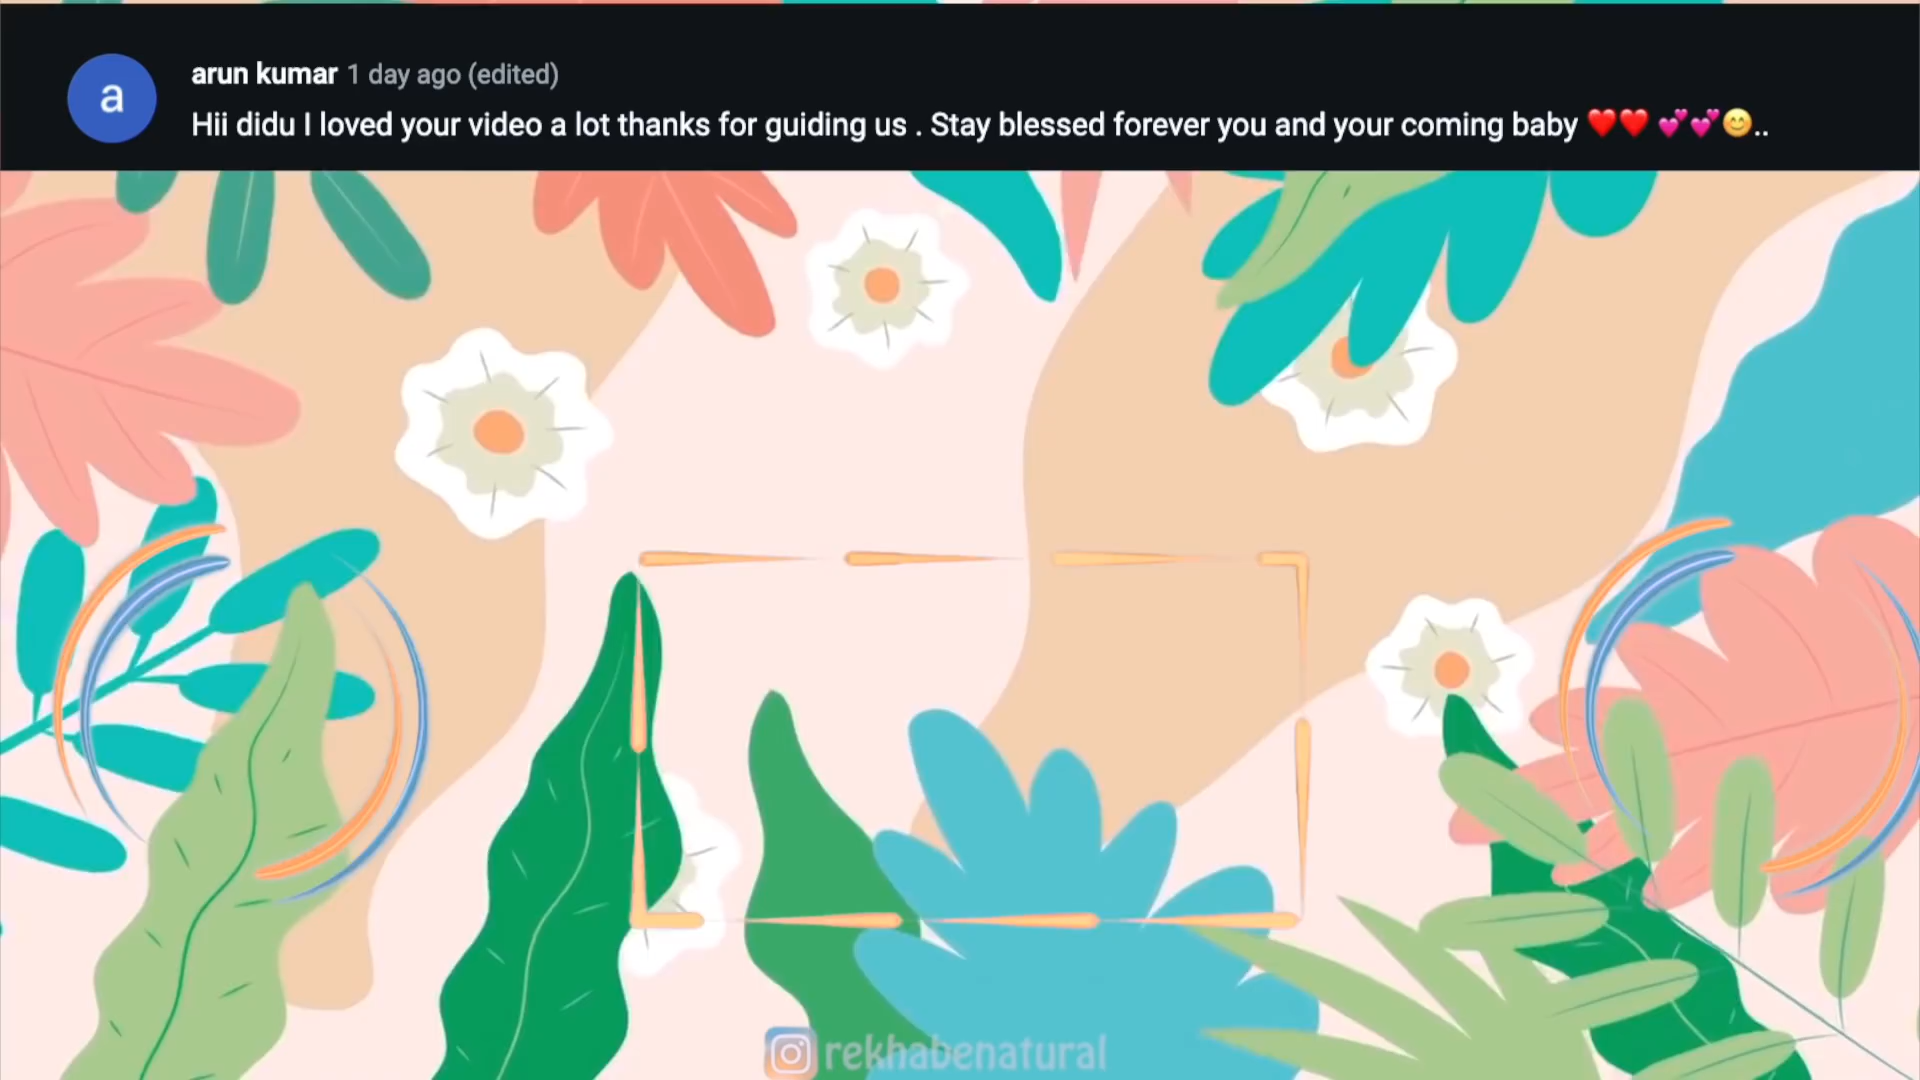 a
arun kumar 1 day ago (edited)
Hii didu I loved your video a lot thanks for guiding us . Stay blessed forever you and your coming baby ❤️❤️ 💕💕😊..
rekhabenatural